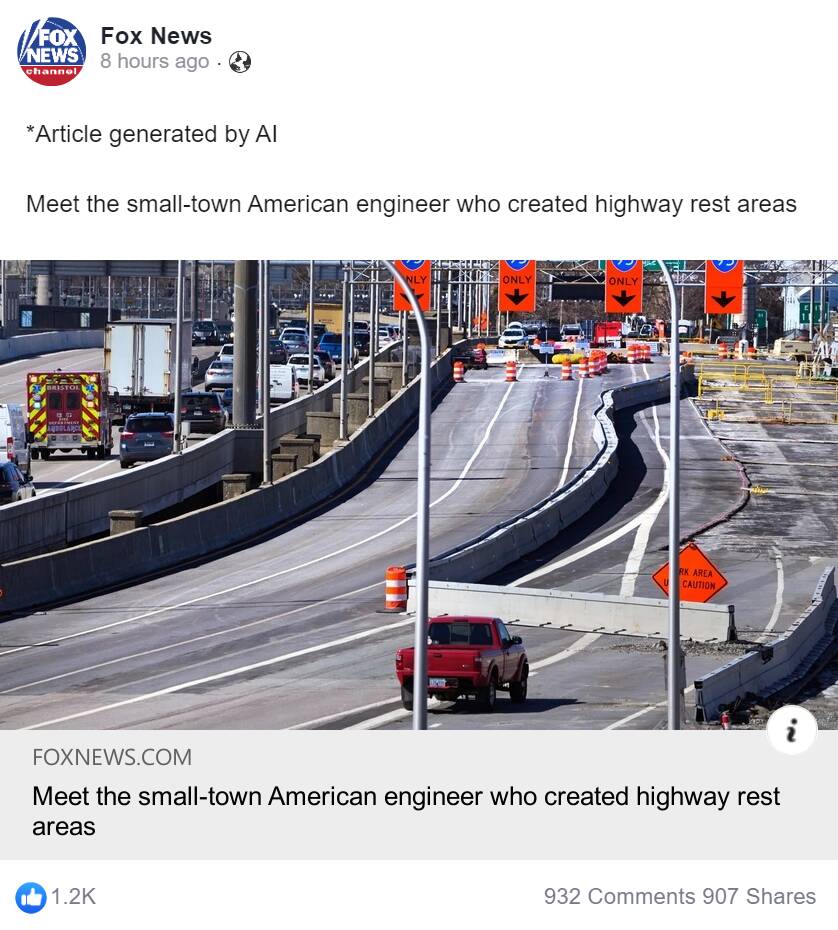 FOX
NEWS
channel
Fox News
8 hours ago ·
*Article generated by AI
Meet the small-town American engineer who created highway rest areas
ONLY
ONLY
ONLY
BRISTOL
AMBULANCE
AREA
CAUTION
FOXNEWS.COM
Meet the small-town American engineer who created highway rest
areas
1.2K
932 Comments 907 Shares